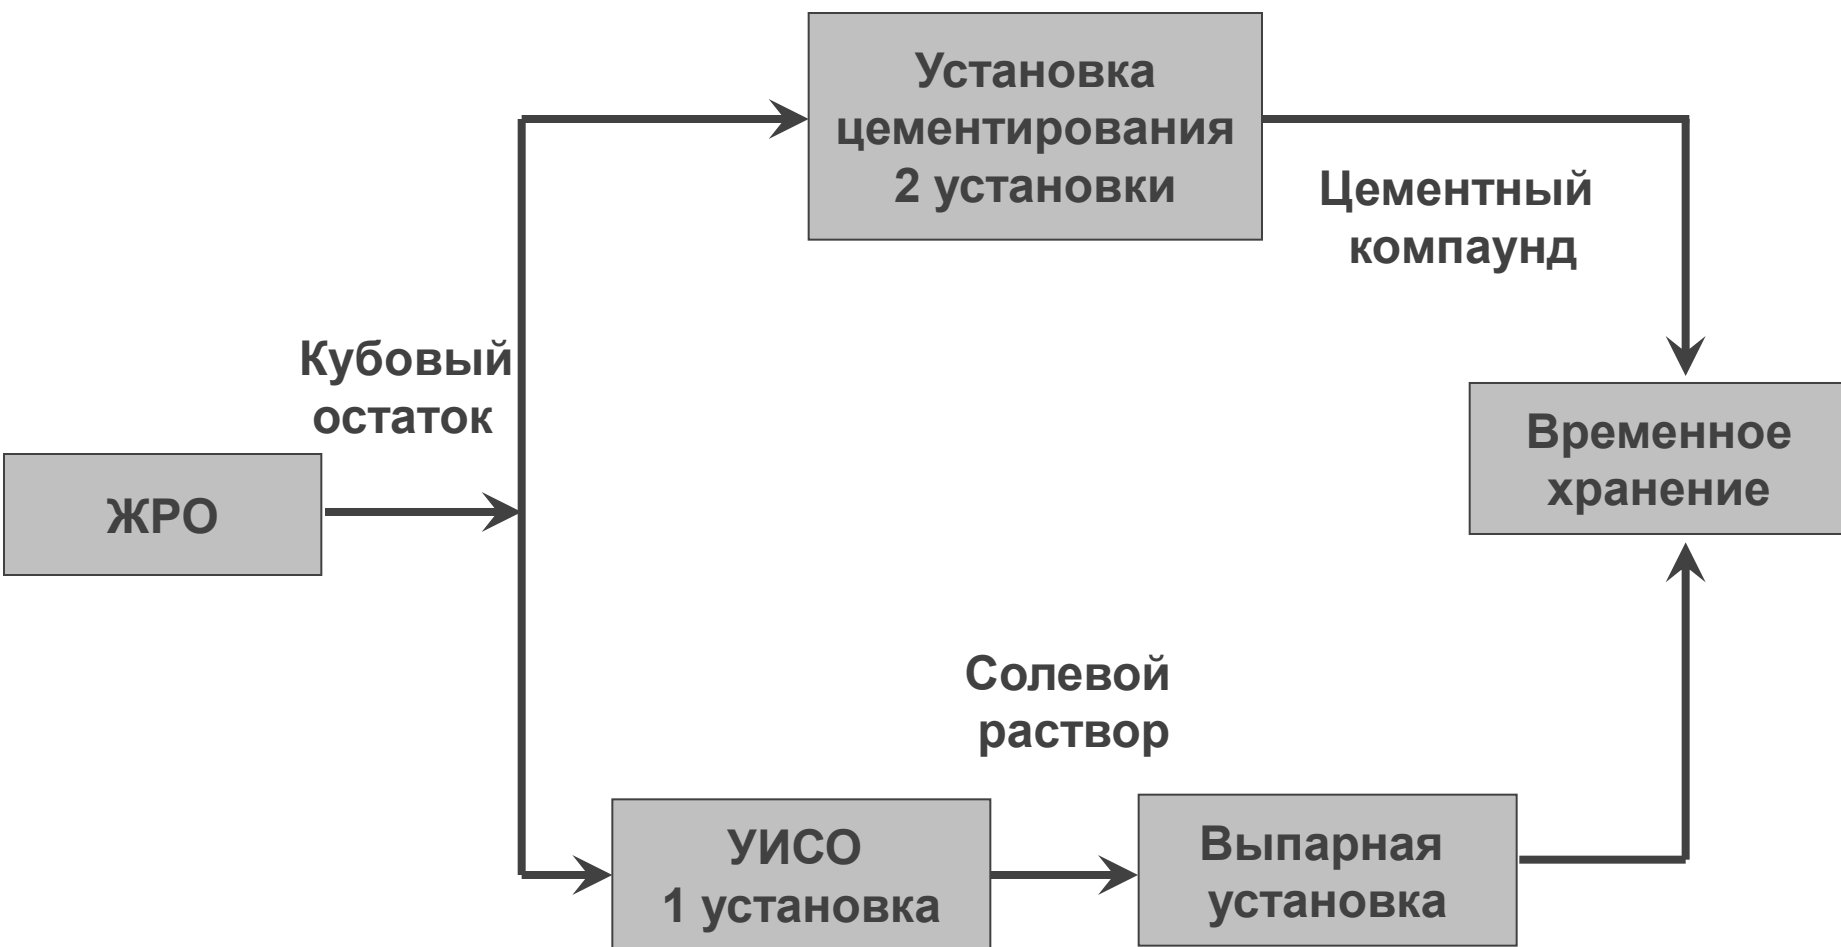 Установка
цементирования
2 установки
Цементный
компаунд
Кубовый
остаток
ЖРО
Временное
хранение
Солевой
раствор
УИСО
1 установка
Выпарная
установка